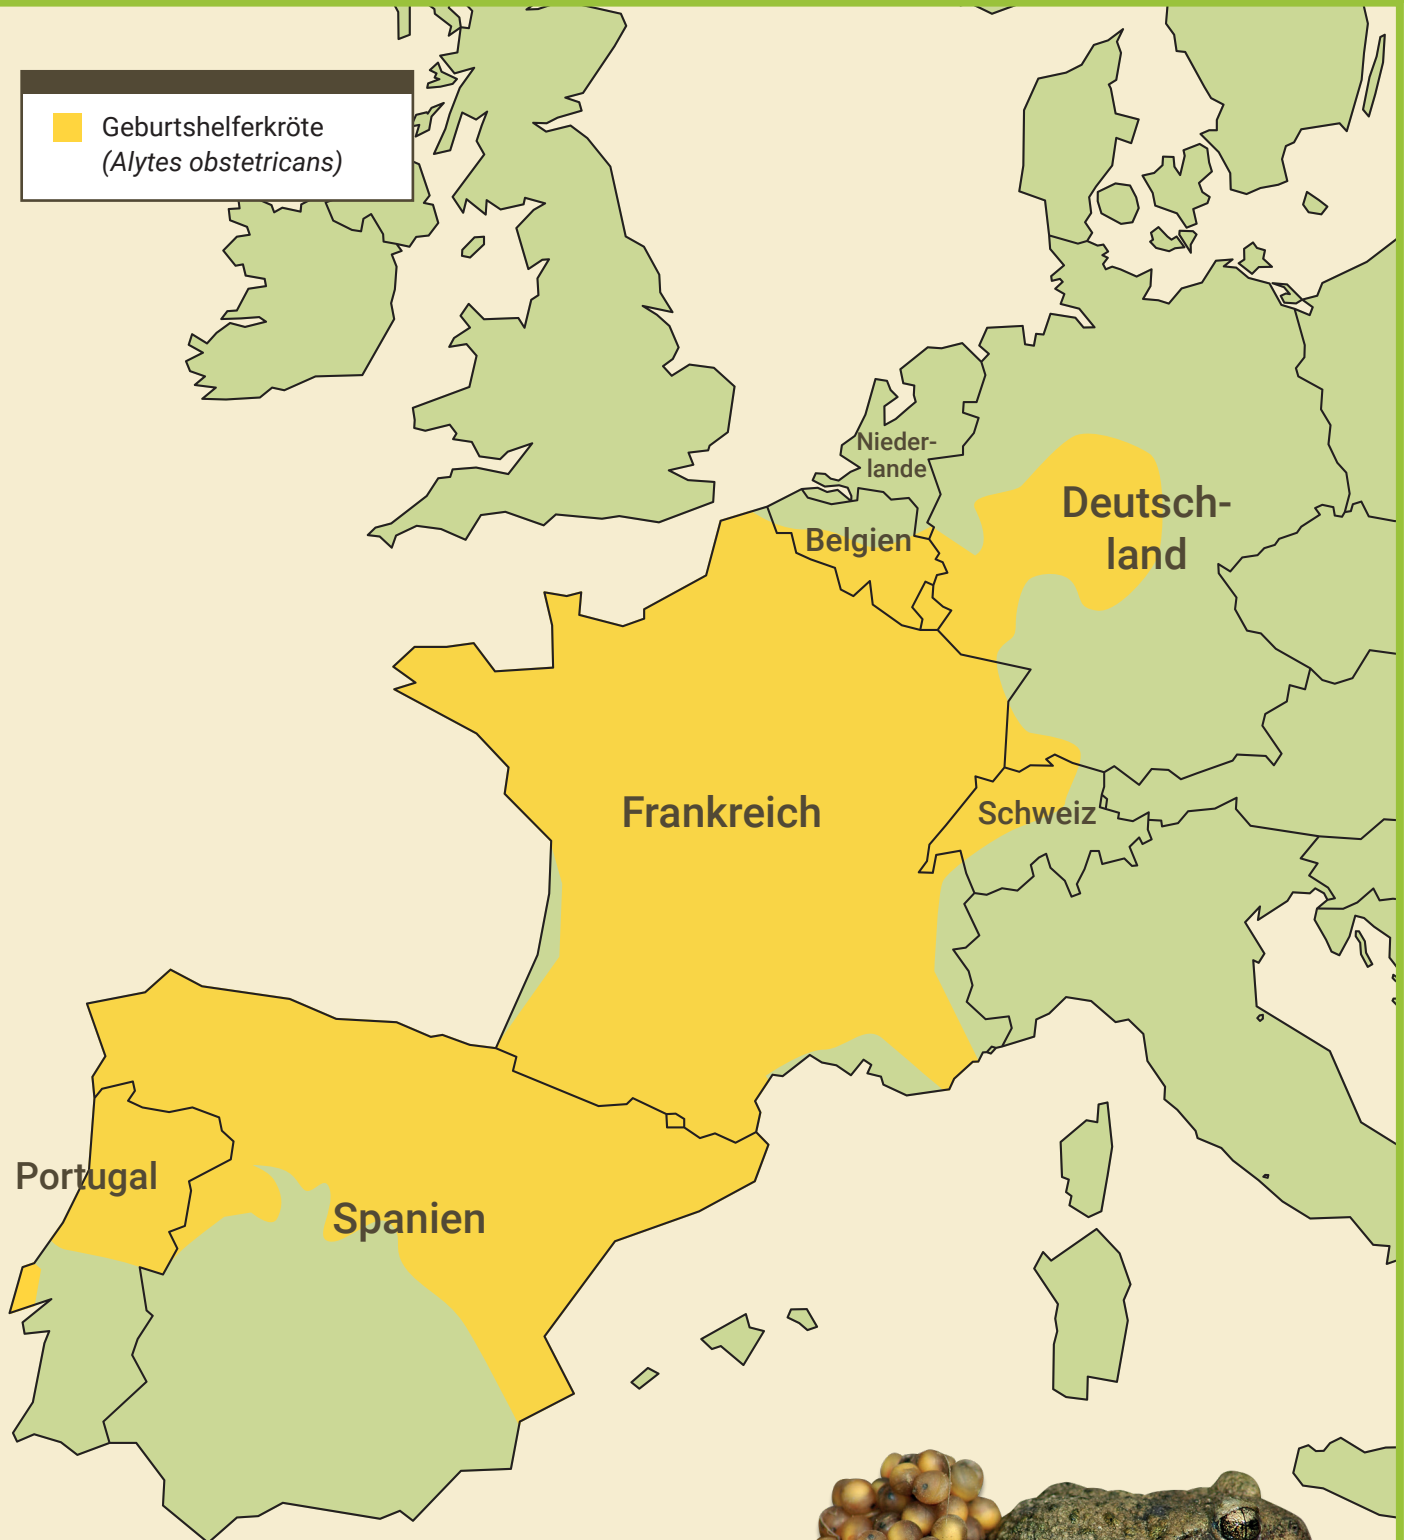 Geburtshelferkröte
(Alytes obstetricans)
Nieder-
lande
Deutsch-
land
Belgien
Frankreich
Schweiz
Portugal
Spanien